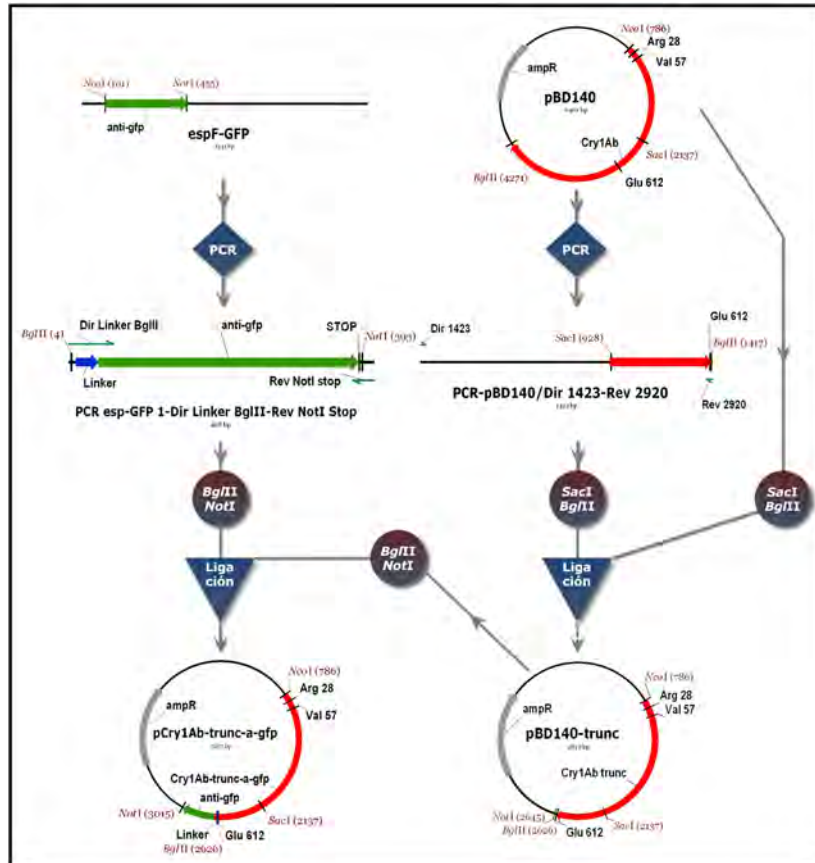 NcoI (101)
NotI (455)
anti-gfp
espF-GFP
NcoI (786)
Arg 28
Val 57
ampR
pBD140
Cry1Ab
SacI (2137)
BglII (4271)
Glu 612
PCR
PCR
Dir Linker BglII
anti-gfp
STOP
BglII (4)
NotI (393)
Linker
Rev NotI stop
PCR esp-GFP 1-Dir Linker BglII-Rev NotI Stop
Dir 1423
SacI (928)
Glu 612
BglII (1417)
PCR-pBD140/Dir 1423-Rev 2920
Rev 2920
BglII
NotI
SacI
BglII
SacI
BglII
BglII
NotI
Liga
ción
Liga
ción
NcoI (786)
Arg 28
Val 57
ampR
pCry1Ab-trunc-a-gfp
Cry1Ab-trunc-a-gfp
anti-gfp
NotI (3015)
Linker
Glu 612
SacI (2137)
BglII (2626)
NcoI (786)
Arg 28
Val 57
ampR
pBD140-trunc
Cry1Ab trunc
NotI (2645)
BglII (2626)
Glu 612
SacI (2137)